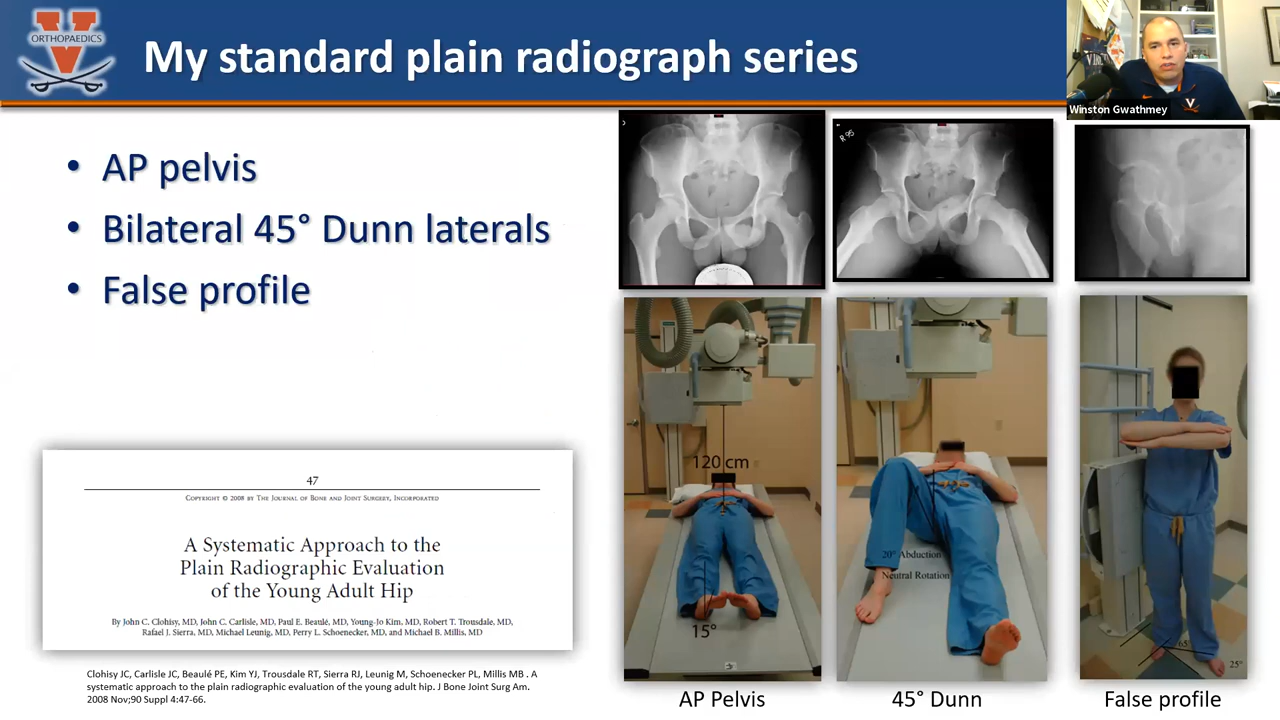 ORTHOPAEDICS
My standard plain radiograph series
Winston Gwathmey
• AP pelvis
• Bilateral 45° Dunn laterals
• False profile
R 95
120 cm
15°
20° Abduction
Neutral Rotation
65°
25°
AP Pelvis
45° Dunn
False profile
47
COPYRIGHT © 2008 BY THE JOURNAL OF BONE AND JOINT SURGERY, INCORPORATED
A Systematic Approach to the
Plain Radiographic Evaluation
of the Young Adult Hip
By John C. Clohisy, MD, John C. Carlisle, MD, Paul E. Beaulé, MD, Young-Jo Kim, MD, Robert T. Trousdale, MD,
Rafael J. Sierra, MD, Michael Leunig, MD, Perry L. Schoenecker, MD, and Michael B. Millis, MD
Clohisy JC, Carlisle JC, Beaulé PE, Kim YJ, Trousdale RT, Sierra RJ, Leunig M, Schoenecker PL, Millis MB . A
systematic approach to the plain radiographic evaluation of the young adult hip. J Bone Joint Surg Am.
2008 Nov;90 Suppl 4:47-66.